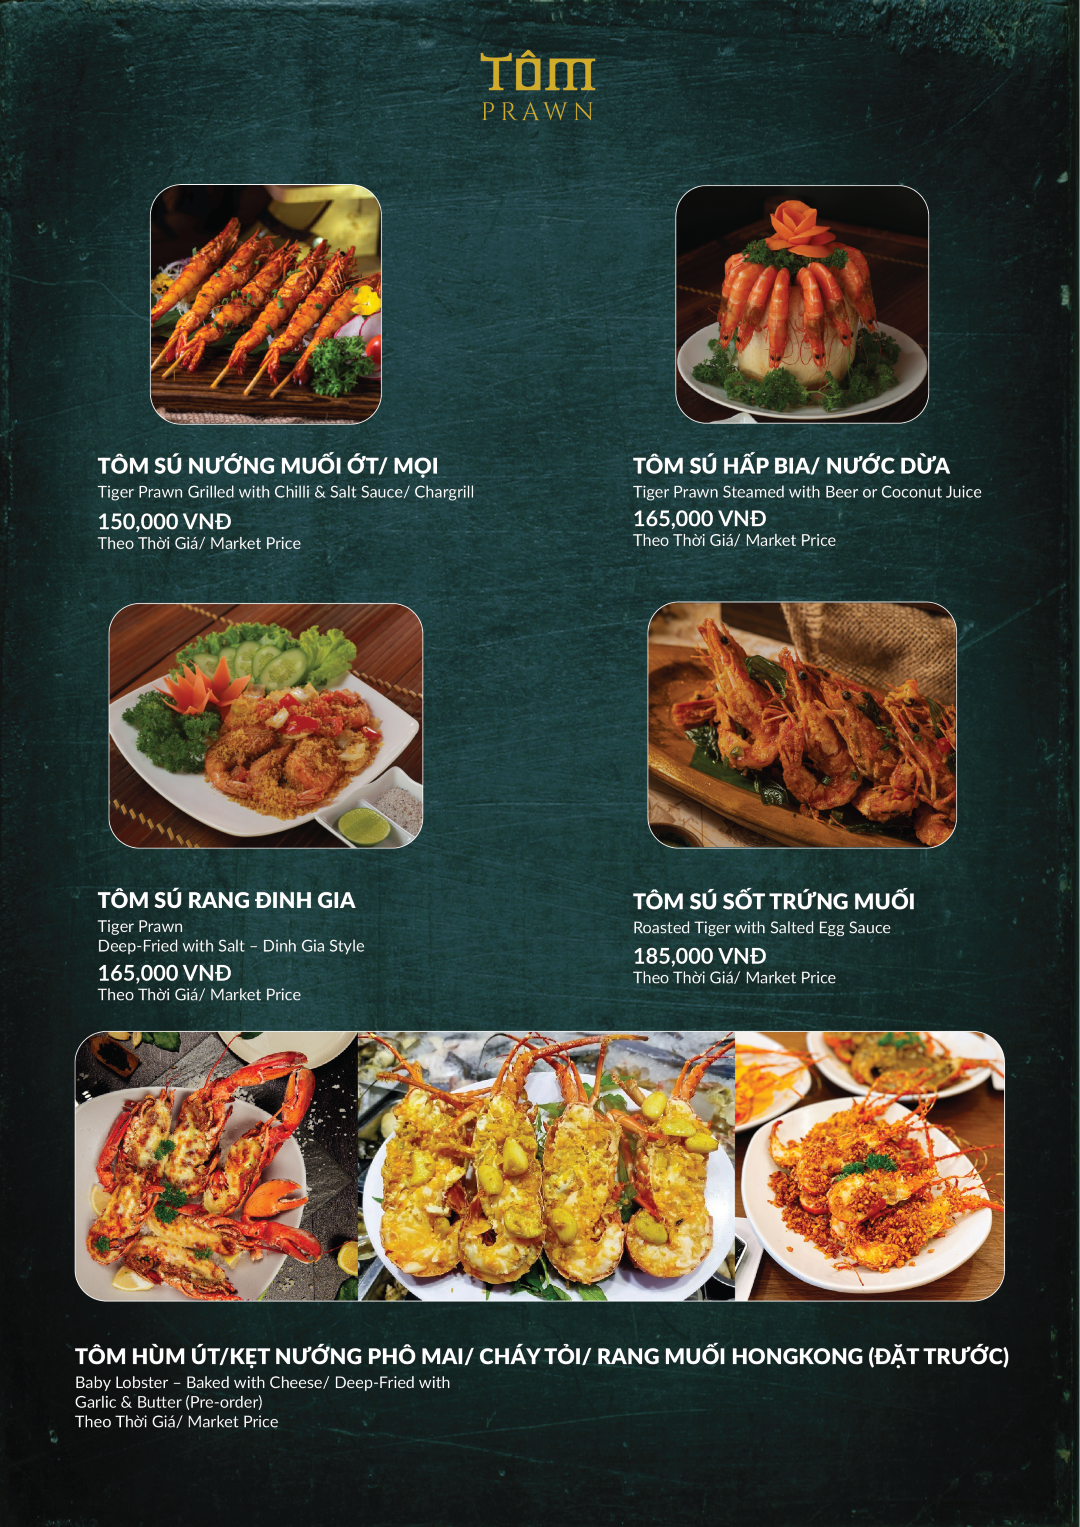 Tôm
PRAWN
TÔM SÚ NƯỚNG MUỐI ỚT/ MỌI
Tiger Prawn Grilled with Chilli & Salt Sauce/ Chargrill
150,000 VNĐ
Theo Thời Giá/ Market Price
TÔM SÚ HẤP BIA/ NƯỚC DỪA
Tiger Prawn Steamed with Beer or Coconut Juice
165,000 VNĐ
Theo Thời Giá/ Market Price
TÔM SÚ RANG ĐINH GIA
Tiger Prawn
Deep-Fried with Salt – Dinh Gia Style
165,000 VNĐ
Theo Thời Giá/ Market Price
TÔM SÚ SỐT TRỨNG MUỐI
Roasted Tiger with Salted Egg Sauce
185,000 VNĐ
Theo Thời Giá/ Market Price
TÔM HÙM ÚT/KẸT NƯỚNG PHÔ MAI/ CHÁY TỎI/ RANG MUỐI HONGKONG (ĐẶT TRƯỚC)
Baby Lobster – Baked with Cheese/ Deep-Fried with
Garlic & Butter (Pre-order)
Theo Thời Giá/ Market Price